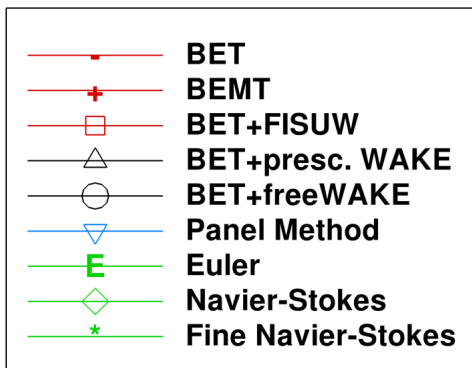 - BET
+ BEMT
BET+FISUW
BET+presc. WAKE
BET+freeWAKE
Panel Method
E Euler
Navier-Stokes
* Fine Navier-Stokes